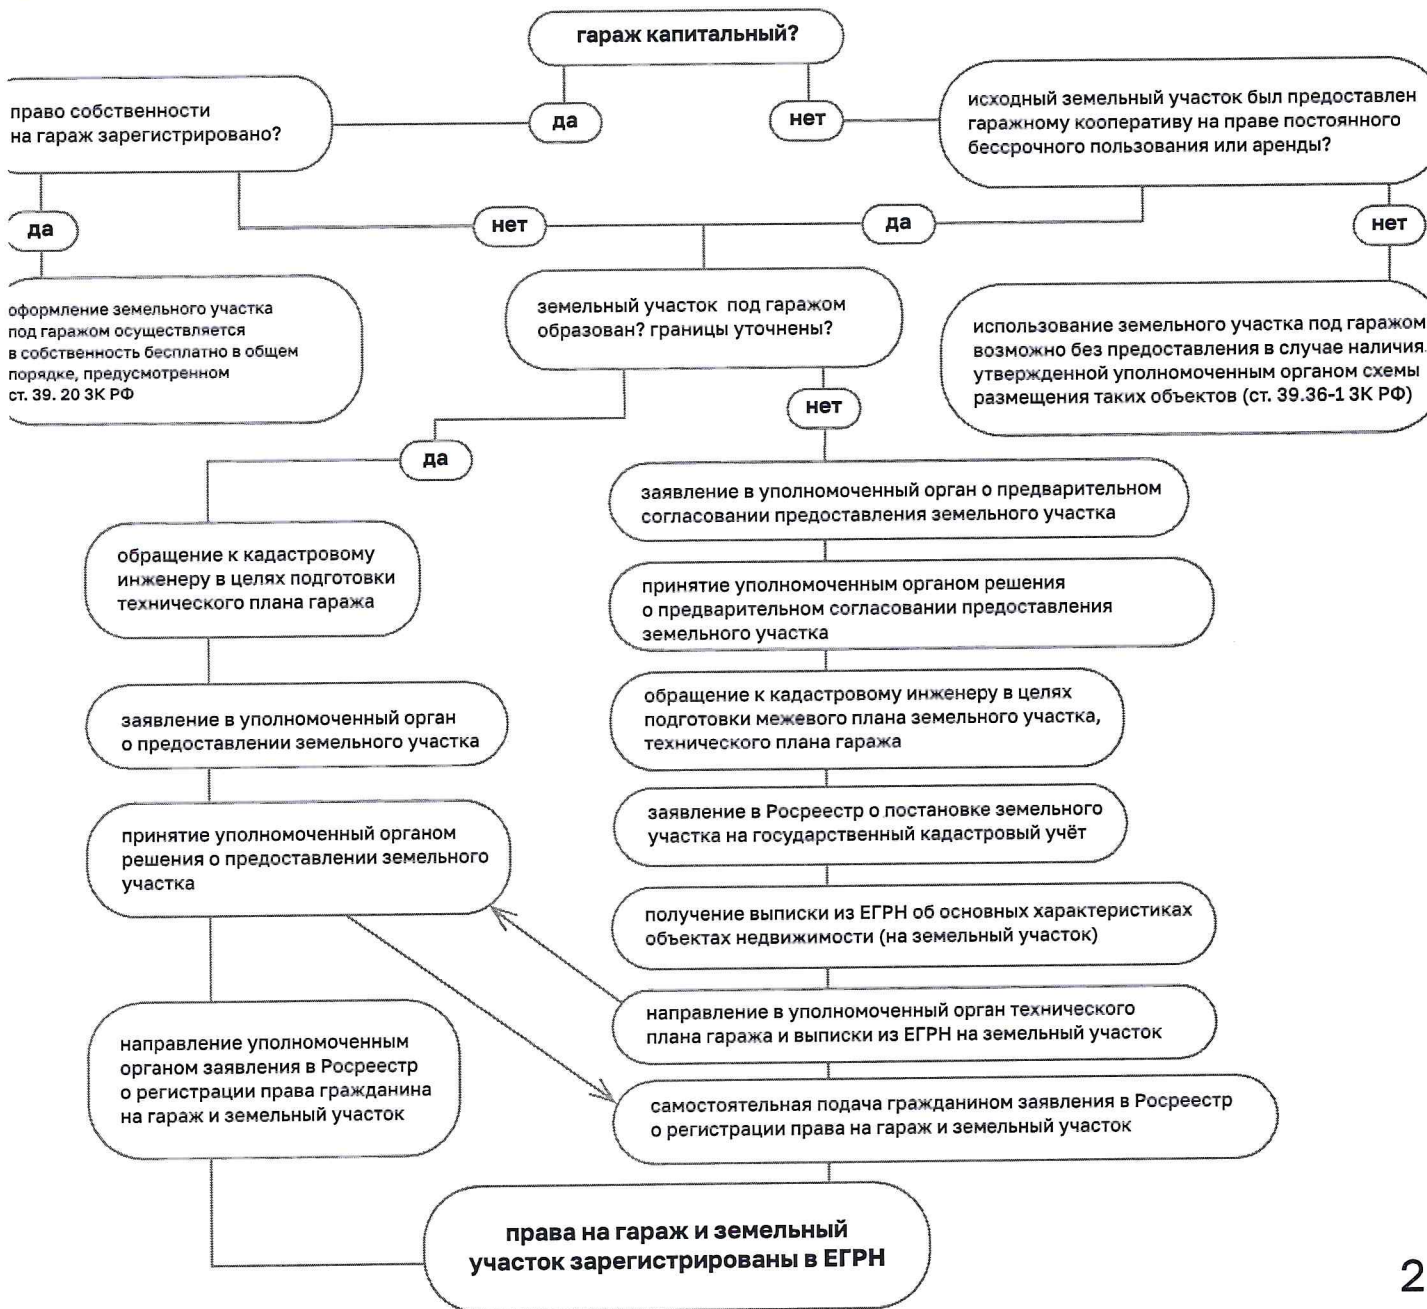 гараж капитальный?
право собственности
на гараж зарегистрировано?
да
нет
исходный земельный участок был предоставлен
гаражному кооперативу на праве постоянного
бессрочного пользования или аренды?
да
нет
да
нет
оформление земельного участка
под гаражом осуществляется
в собственность бесплатно в общем
порядке, предусмотренном
ст. 39. 20 ЗК РФ
земельный участок под гаражом
образован? границы уточнены?
использование земельного участка под гаражом
возможно без предоставления в случае наличия
утвержденной уполномоченным органом схемы
размещения таких объектов (ст. 39.36-1 ЗК РФ)
да
нет
обращение к кадастровому
инженеру в целях подготовки
технического плана гаража
заявление в уполномоченный орган
о предоставлении земельного участка
принятие уполномоченный органом
решения о предоставлении земельного
участка
направление уполномоченным
органом заявления в Росреестр
о регистрации права гражданина
на гараж и земельный участок
заявление в уполномоченный орган о предварительном
согласовании предоставления земельного участка
принятие уполномоченным органом решения
о предварительном согласовании предоставления
земельного участка
обращение к кадастровому инженеру в целях
подготовки межевого плана земельного участка,
технического плана гаража
заявление в Росреестр о постановке земельного
участка на государственный кадастровый учёт
получение выписки из ЕГРН об основных характеристиках
объектах недвижимости (на земельный участок)
направление в уполномоченный орган технического
плана гаража и выписки из ЕГРН на земельный участок
самостоятельная подача гражданином заявления в Росреестр
о регистрации права на гараж и земельный участок
права на гараж и земельный
участок зарегистрированы в ЕГРН
2